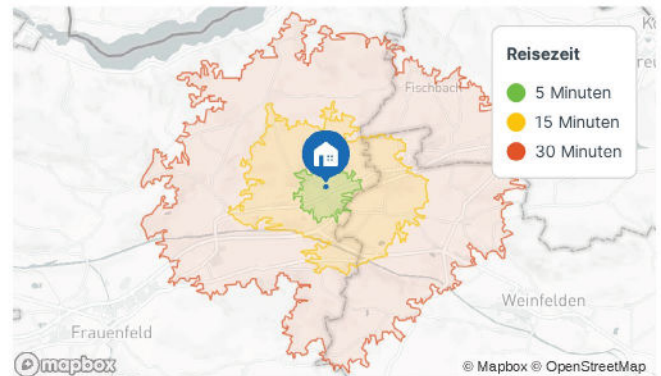 Reisezeit
5 Minuten
15 Minuten
30 Minuten
Fischbach
Weinfelden
Frauenfeld
mapbox
© Mapbox © OpenStreetMap